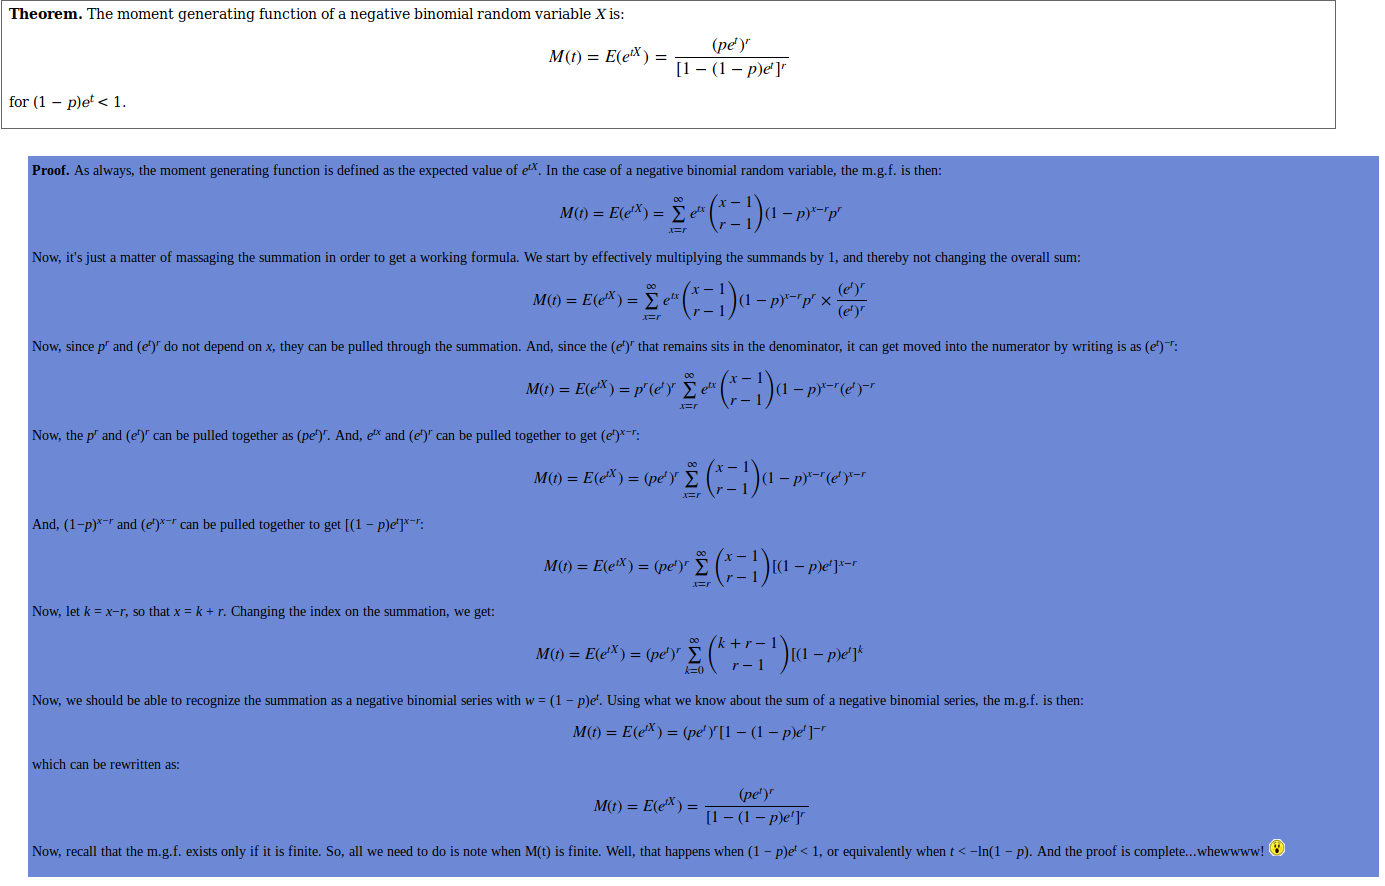 Theorem. The moment generating function of a negative binomial random variable X is:
M(t) = E(e^{tX}) = \frac{(pe^t)^r}{[1 − (1 − p)e^t]^r}
for (1 − p)e^t < 1.
Proof. As always, the moment generating function is defined as the expected value of e^{tX}. In the case of a negative binomial random variable, the m.g.f. is then:
M(t) = E(e^{tX}) = \sum_{x=r}^{∞} e^{tx} \binom{x − 1}{r − 1} (1 − p)^{x−r} p^r
Now, it's just a matter of massaging the summation in order to get a working formula. We start by effectively multiplying the summands by 1, and thereby not changing the overall sum:
M(t) = E(e^{tX}) = \sum_{x=r}^{∞} e^{tx} \binom{x − 1}{r − 1} (1 − p)^{x−r} p^r × \frac{(e^t)^r}{(e^t)^r}
Now, since p^r and (e^t)^r do not depend on x, they can be pulled through the summation. And, since the (e^t)^r that remains sits in the denominator, it can get moved into the numerator by writing is as (e^t)^{−r}:
M(t) = E(e^{tX}) = p^r (e^t)^r \sum_{x=r}^{∞} e^{tx} \binom{x − 1}{r − 1} (1 − p)^{x−r} (e^t)^{−r}
Now, the p^r and (e^t)^r can be pulled together as (pe^t)^r. And, e^{tx} and (e^t)^r can be pulled together to get (e^t)^{x−r}:
M(t) = E(e^{tX}) = (pe^t)^r \sum_{x=r}^{∞} \binom{x − 1}{r − 1} (1 − p)^{x−r} (e^t)^{x−r}
And, (1−p)^{x−r} and (e^t)^{x−r} can be pulled together to get [(1 − p)e^t]^{x−r}:
M(t) = E(e^{tX}) = (pe^t)^r \sum_{x=r}^{∞} \binom{x − 1}{r − 1} [(1 − p)e^t]^{x−r}
Now, let k = x−r, so that x = k + r. Changing the index on the summation, we get:
M(t) = E(e^{tX}) = (pe^t)^r \sum_{k=0}^{∞} \binom{k + r − 1}{r − 1} [(1 − p)e^t]^k
Now, we should be able to recognize the summation as a negative binomial series with w = (1 − p)e^t. Using what we know about the sum of a negative binomial series, the m.g.f. is then:
M(t) = E(e^{tX}) = (pe^t)^r [1 − (1 − p)e^t]^{−r}
which can be rewritten as:
M(t) = E(e^{tX}) = \frac{(pe^t)^r}{[1 − (1 − p)e^t]^r}
Now, recall that the m.g.f. exists only if it is finite. So, all we need to do is note when M(t) is finite. Well, that happens when (1 − p)e^t < 1, or equivalently when t < −ln(1 − p). And the proof is complete...whewwww!